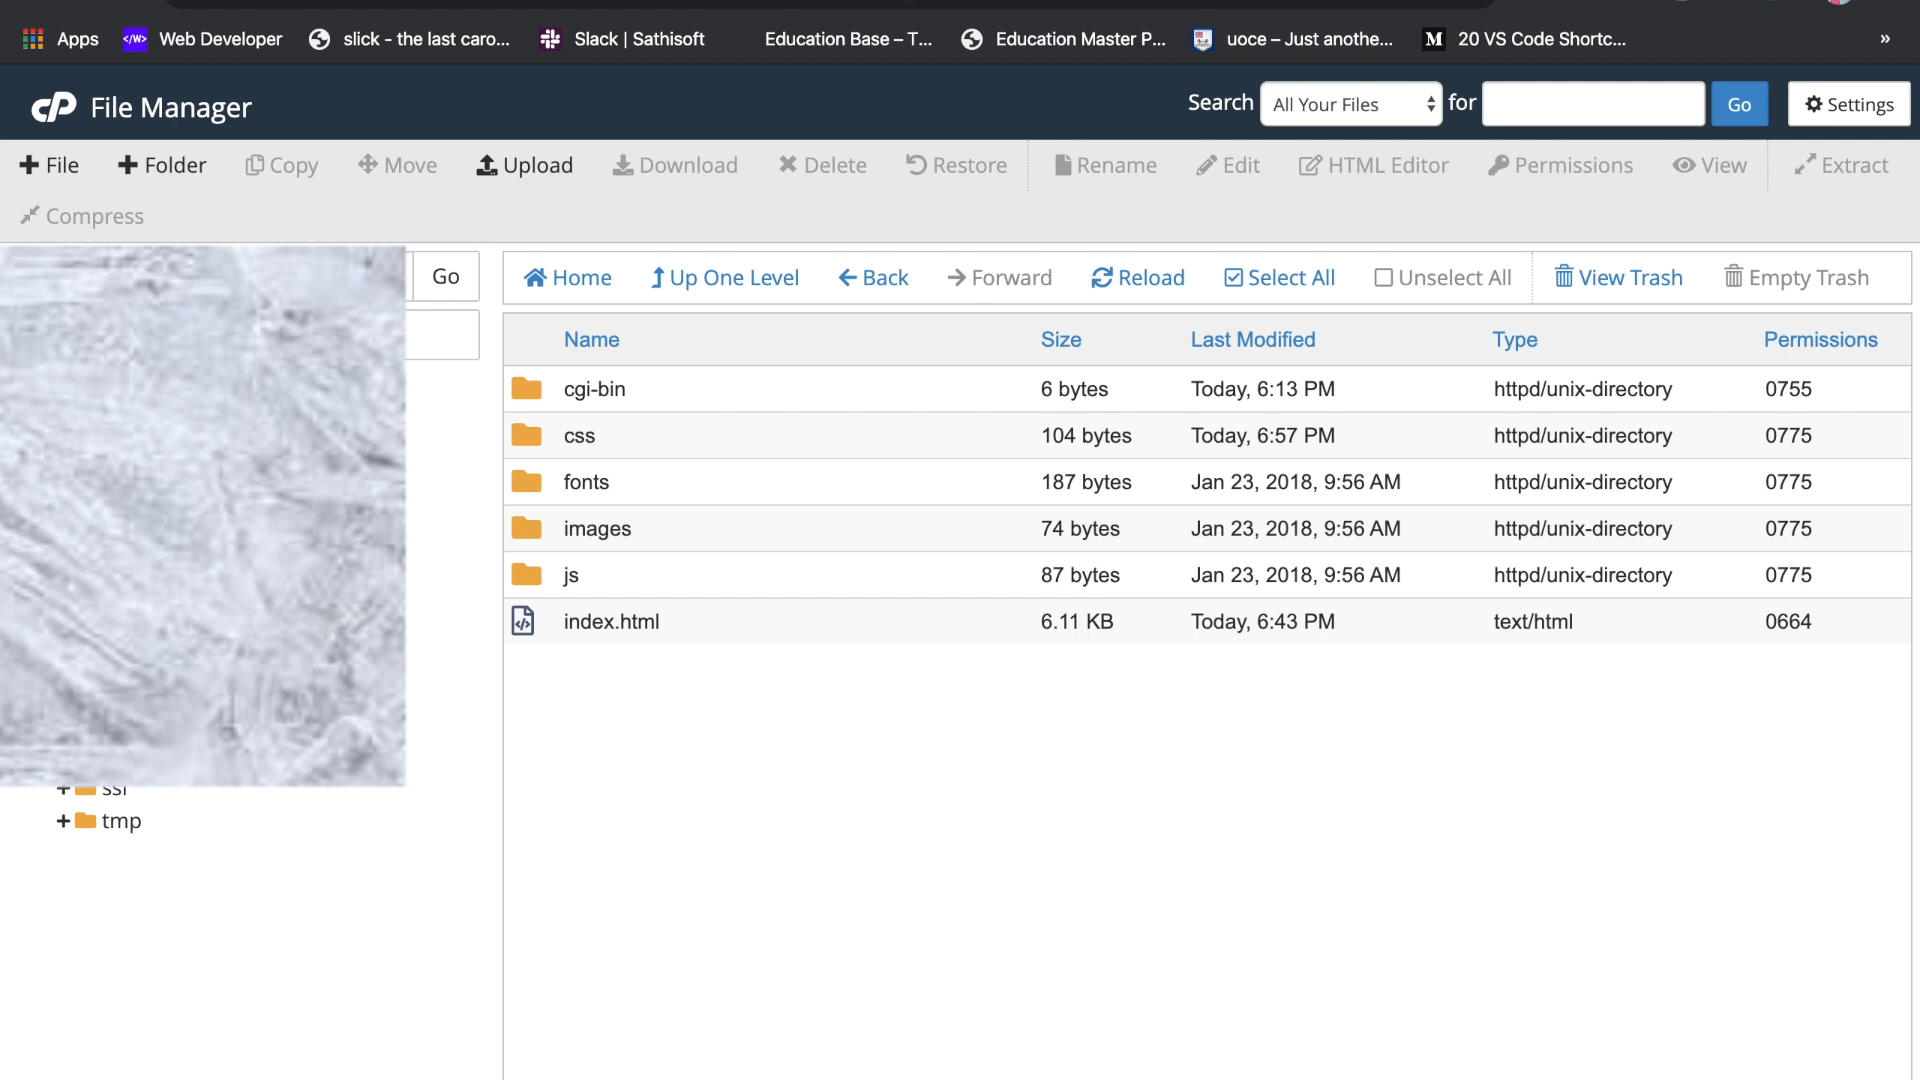 Apps Web Developer slick - the last caro... Slack | Sathisoft Education Base – T... Education Master P... uoce – Just anothe... M 20 VS Code Shortc... »
cP File Manager Search All Your Files for Go Settings
File Folder Copy Move Upload Download Delete Restore Rename Edit HTML Editor Permissions View Extract
Compress
Go Home Up One Level Back Forward Reload Select All Unselect All View Trash Empty Trash
Name Size Last Modified Type Permissions
cgi-bin 6 bytes Today, 6:13 PM httpd/unix-directory 0755
css 104 bytes Today, 6:57 PM httpd/unix-directory 0775
fonts 187 bytes Jan 23, 2018, 9:56 AM httpd/unix-directory 0775
images 74 bytes Jan 23, 2018, 9:56 AM httpd/unix-directory 0775
js 87 bytes Jan 23, 2018, 9:56 AM httpd/unix-directory 0775
index.html 6.11 KB Today, 6:43 PM text/html 0664
+ ssl
+ tmp